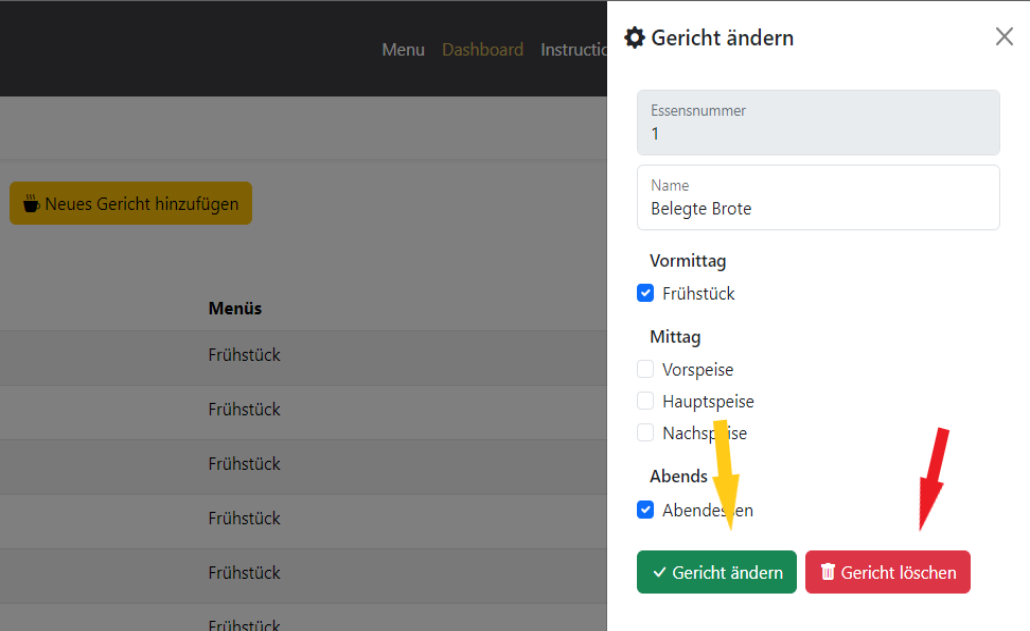 Menu Dashboard Instructio
Neues Gericht hinzufügen
Menüs
Frühstück
Frühstück
Frühstück
Frühstück
Frühstück
Frühstück
Gericht ändern
Essensnummer
1
Name
Belegte Brote
Vormittag
Frühstück
Mittag
Vorspeise
Hauptspeise
Nachspeise
Abends
Abendessen
Gericht ändern
Gericht löschen